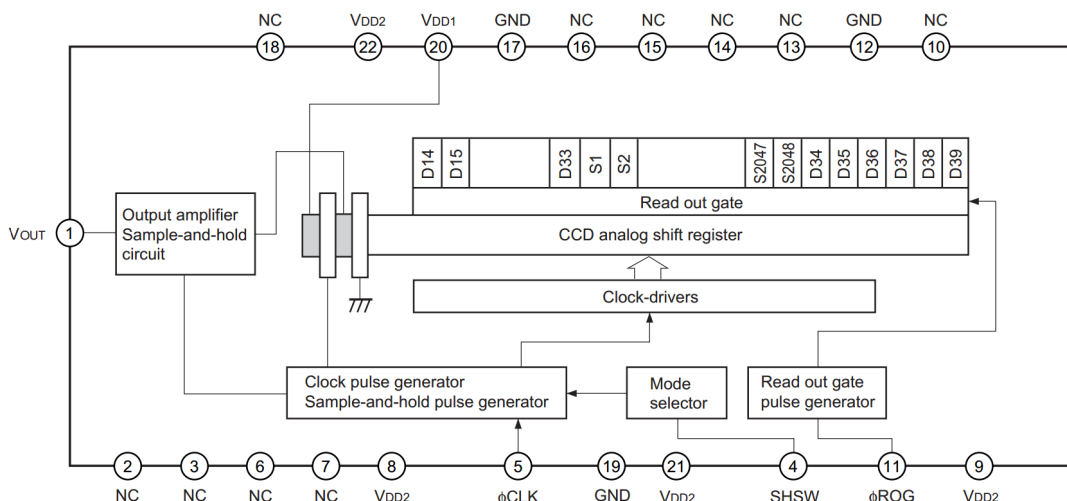 NC
VDD2
VDD1
GND
NC
NC
NC
NC
GND
NC
18
22
20
17
16
15
14
13
12
10
D14
D15
D33
S1
S2
S2047
S2048
D34
D35
D36
D37
D38
D39
Read out gate
CCD analog shift register
VOUT
1
Output amplifier
Sample-and-hold
circuit
Clock-drivers
Clock pulse generator
Sample-and-hold pulse generator
Mode
selector
Read out gate
pulse generator
2
3
6
7
8
5
19
21
4
11
9
NC
NC
NC
NC
VDD2
ϕCLK
GND
VDD2
SHSW
ϕROG
VDD2